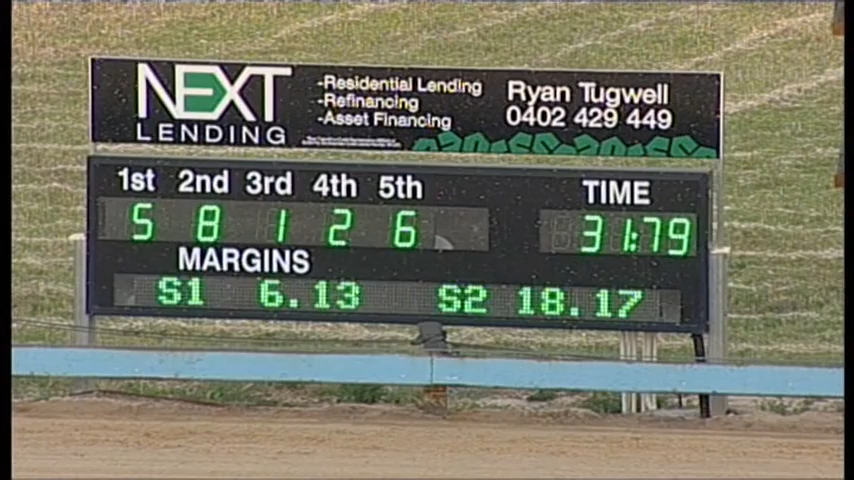 NEXT
LENDING
-Residential Lending
-Refinancing
-Asset Financing
Ryan Tugwell
0402 429 449
1st 2nd 3rd 4th 5th TIME
5 8 1 2 6 31:79
MARGINS
S1 6.13 S2 18.17